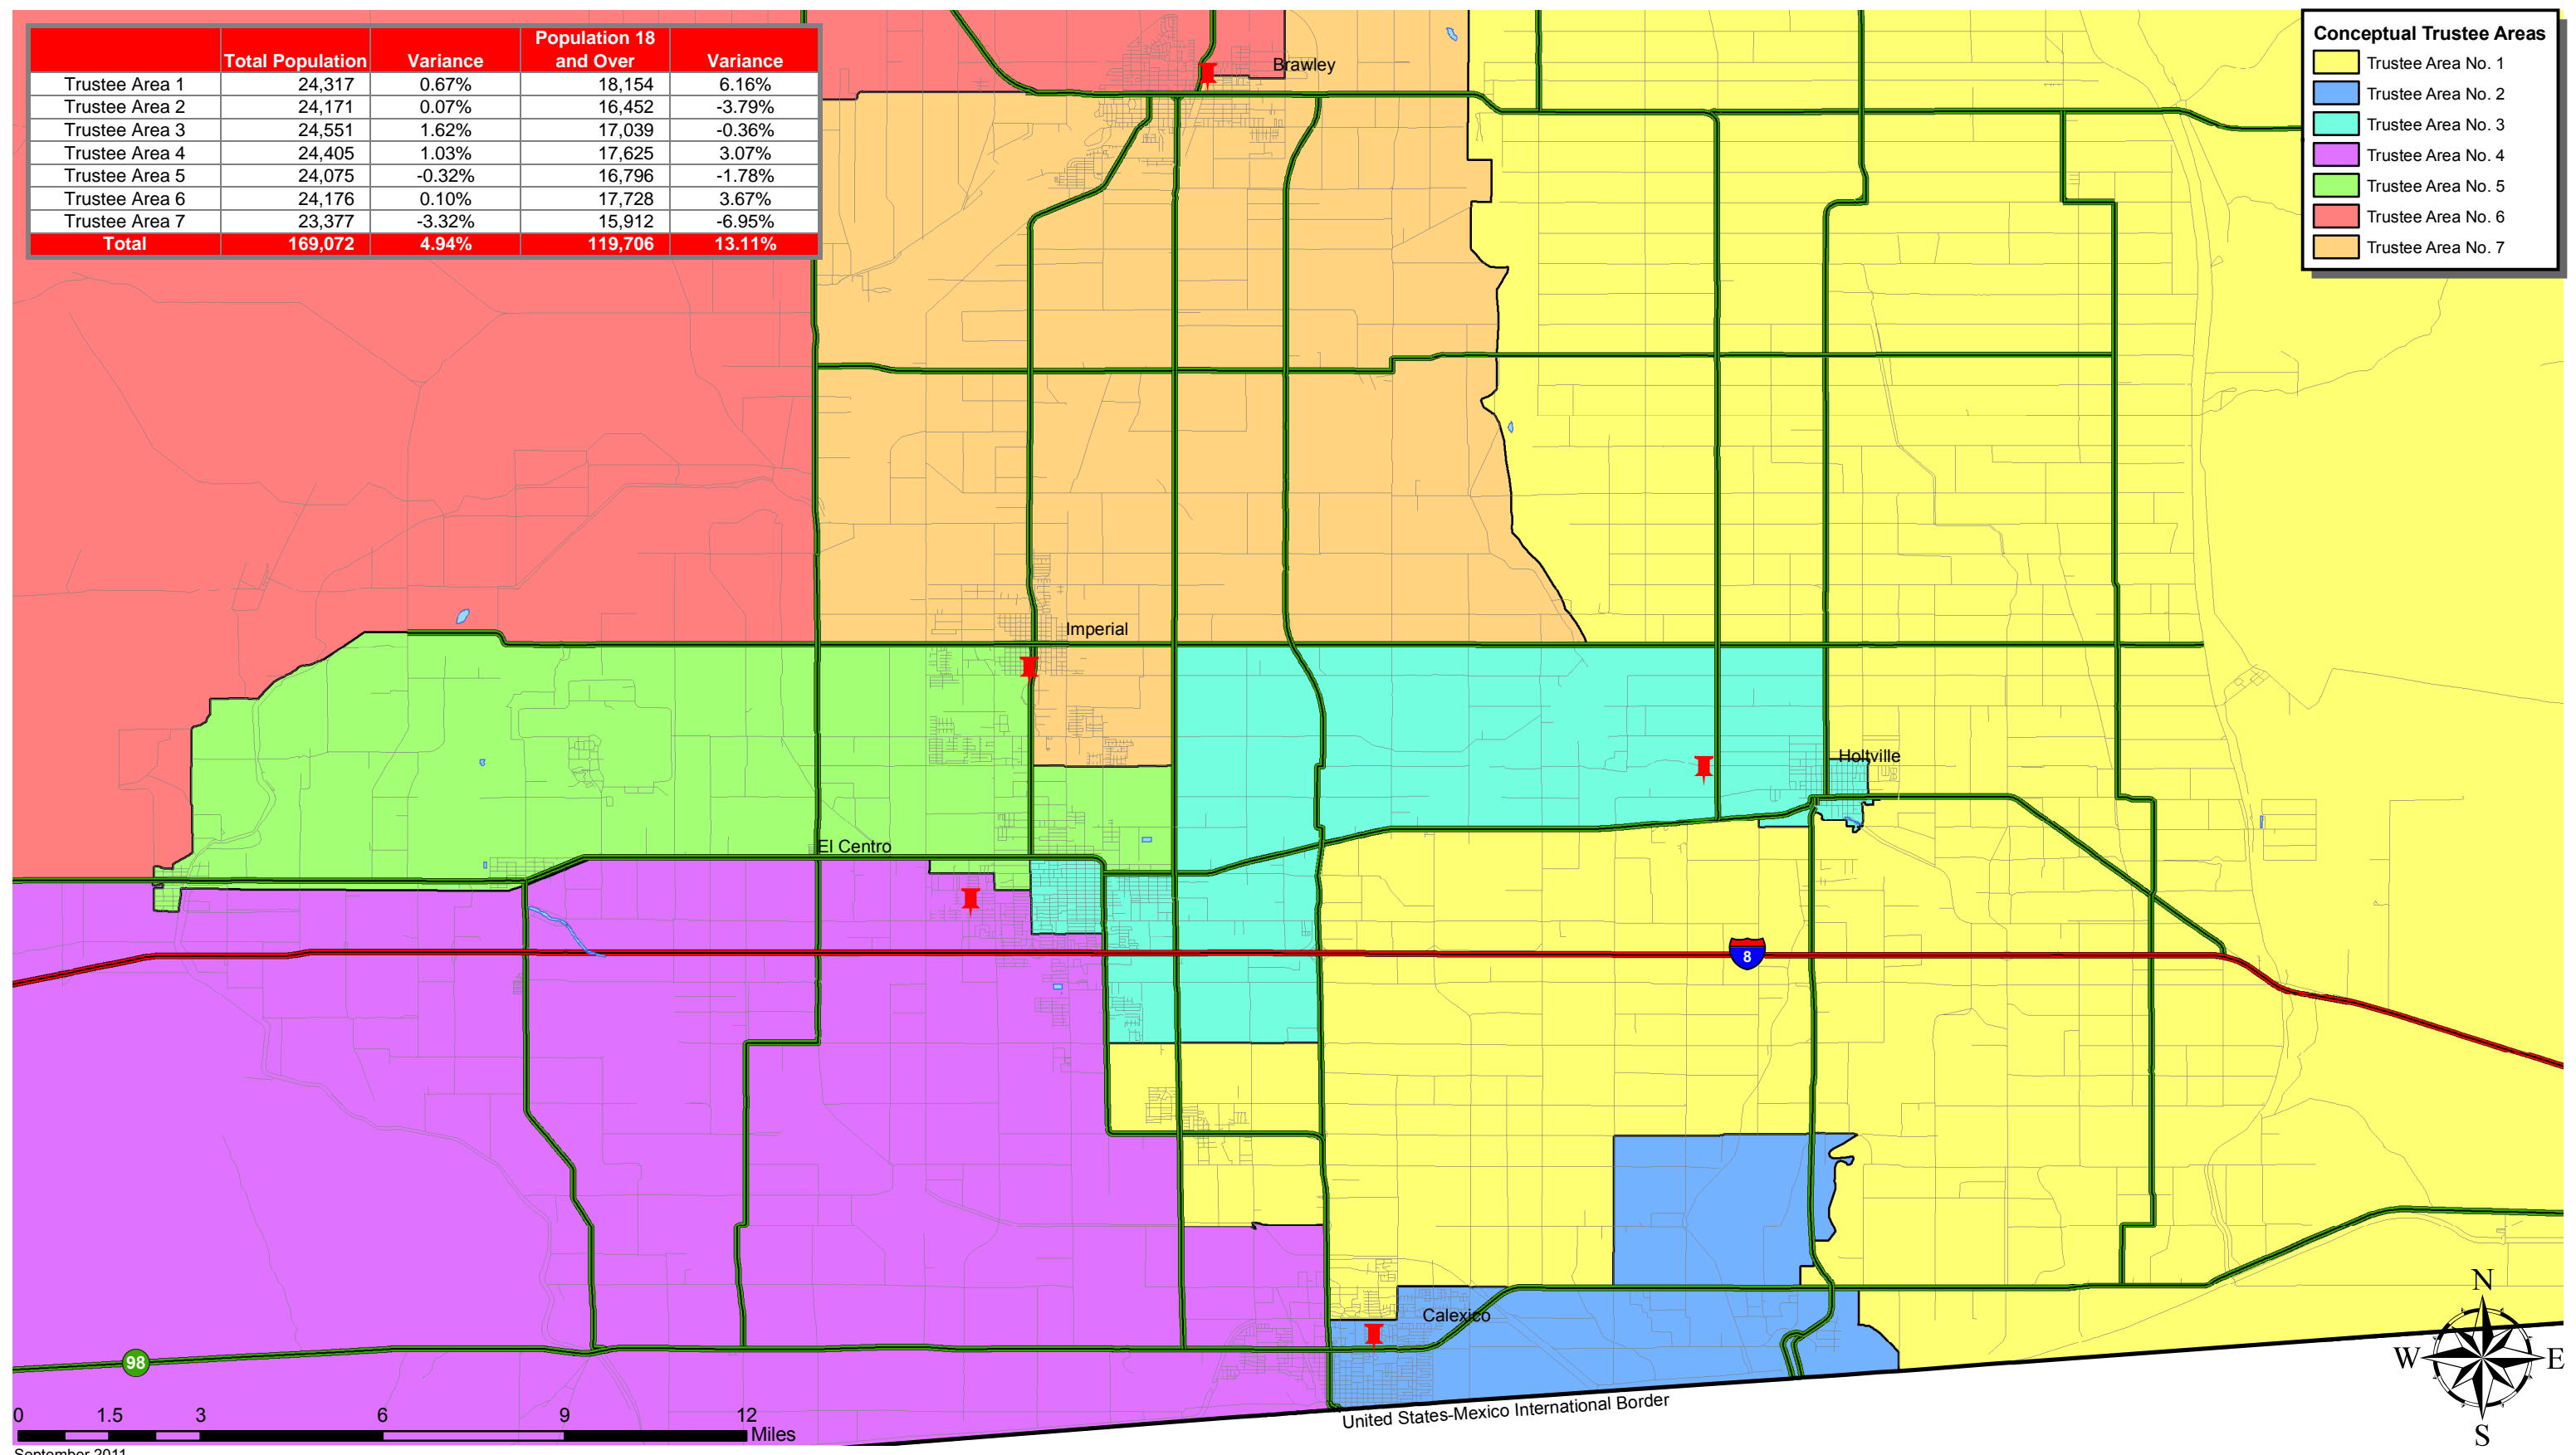 Total Population Variance Population 18 and Over Variance
Trustee Area 1 24,317 0.67% 18,154 6.16%
Trustee Area 2 24,171 0.07% 16,452 -3.79%
Trustee Area 3 24,551 1.62% 17,039 -0.36%
Trustee Area 4 24,405 1.03% 17,625 3.07%
Trustee Area 5 24,075 -0.32% 16,796 -1.78%
Trustee Area 6 24,176 0.10% 17,728 3.67%
Trustee Area 7 23,377 -3.32% 15,912 -6.95%
Total 169,072 4.94% 119,706 13.11%
Conceptual Trustee Areas
Trustee Area No. 1
Trustee Area No. 2
Trustee Area No. 3
Trustee Area No. 4
Trustee Area No. 5
Trustee Area No. 6
Trustee Area No. 7
Brawley
Imperial
Holtville
El Centro
8
Calexico
98
United States-Mexico International Border
N
W E
S
0 1.5 3 6 9 12
Miles
September 2011